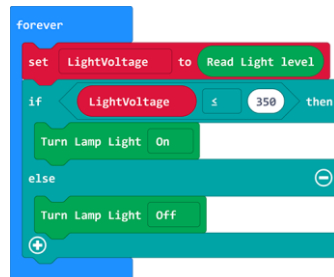 forever
set LightVoltage to Read Light level
if LightVoltage ≤ 350 then
Turn Lamp Light On
else
Turn Lamp Light Off